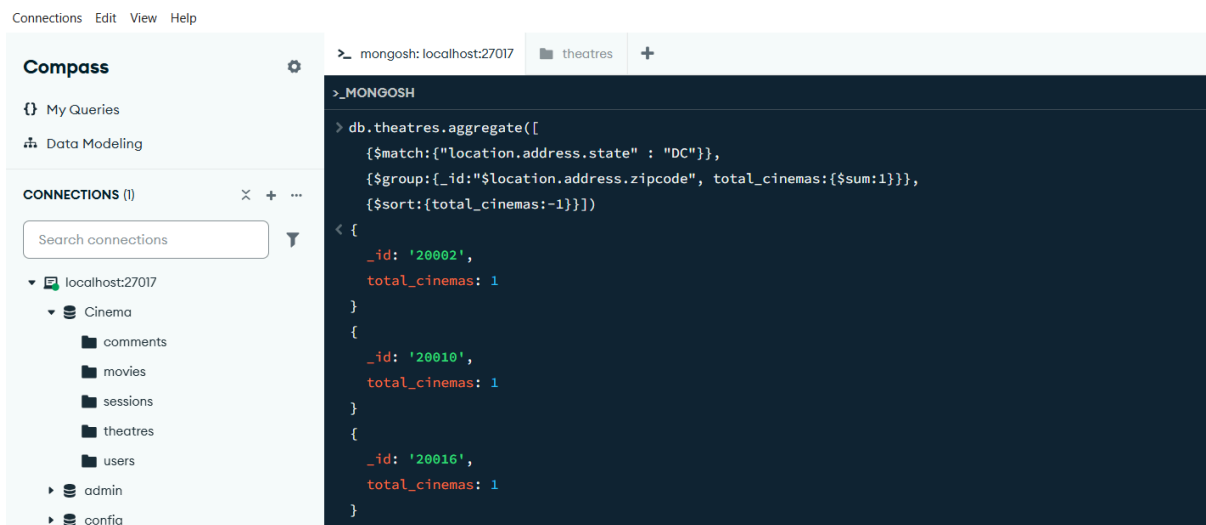 Connections Edit View Help
Compass
My Queries
Data Modeling
CONNECTIONS (1)
Search connections
localhost:27017
Cinema
comments
movies
sessions
theatres
users
admin
config
>_ mongosh: localhost:27017
theatres
+
>_MONGOSH
> db.theatres.aggregate([
{$match:{"location.address.state" : "DC"}},
{$group:{_id:"$location.address.zipcode", total_cinemas:{$sum:1}}},
{$sort:{total_cinemas:-1}}])
< {
_id: '20002',
total_cinemas: 1
}
{
_id: '20010',
total_cinemas: 1
}
{
_id: '20016',
total_cinemas: 1
}